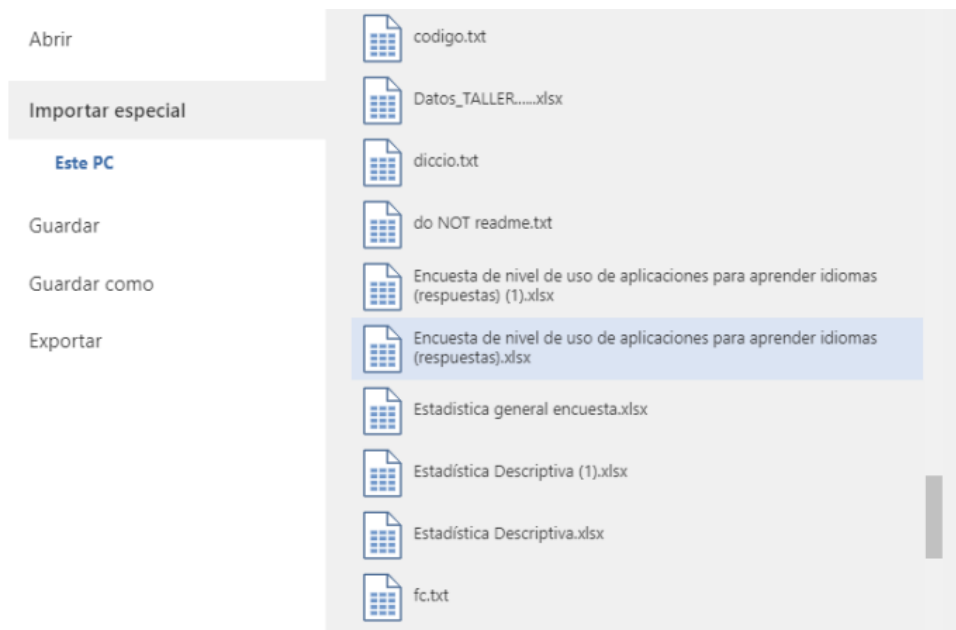 Abrir
Importar especial
Este PC
Guardar
Guardar como
Exportar
codigo.txt
Datos_TALLER......xlsx
diccio.txt
do NOT readme.txt
Encuesta de nivel de uso de aplicaciones para aprender idiomas
(respuestas) (1).xlsx
Encuesta de nivel de uso de aplicaciones para aprender idiomas
(respuestas).xlsx
Estadistica general encuesta.xlsx
Estadística Descriptiva (1).xlsx
Estadística Descriptiva.xlsx
fc.txt